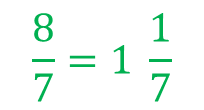 8/7 = 1 1/7